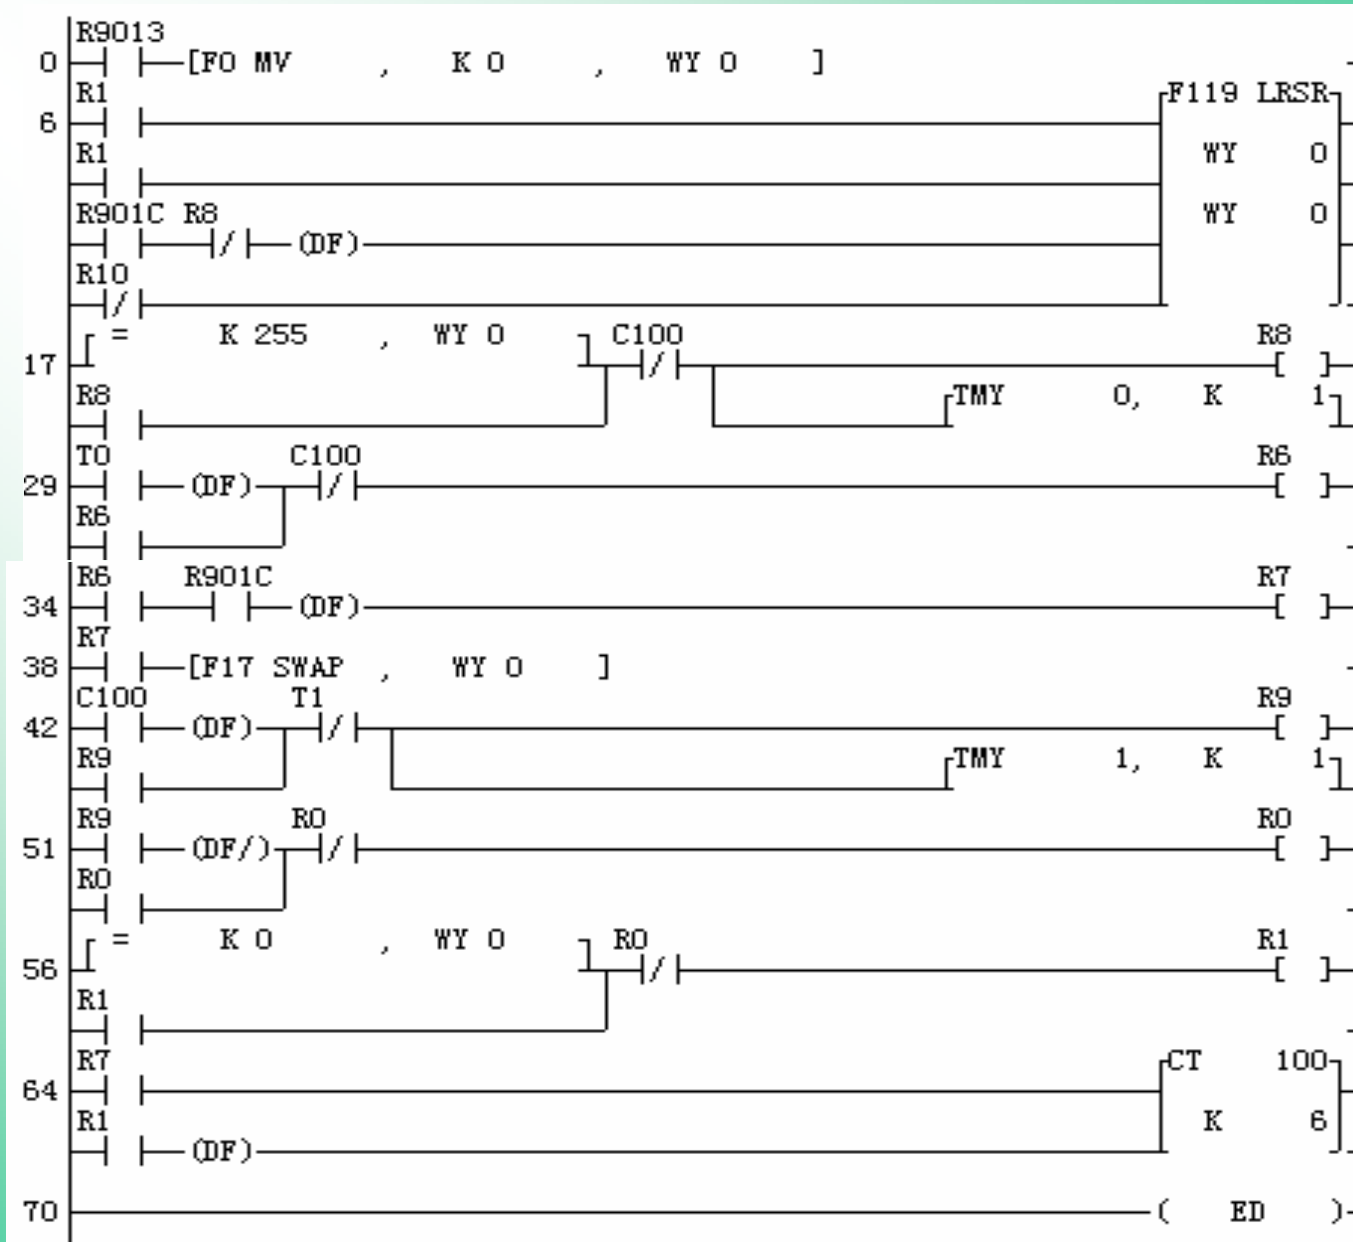 R9013
0 [F0 MV , K 0 , WY 0 ]
R1 F119 LRSR
6
R1 WY 0
R901C R8 WY 0
(DF)
R10
= K 255 , WY 0 C100 R8
17
R8 TMY 0, K 1
T0 C100 R6
29 (DF)
R6
R6 R901C R7
34 (DF)
R7
38 [F17 SWAP , WY 0 ]
C100 T1 R9
42 (DF)
R9 TMY 1, K 1
R9 R0 R0
51 (DF/)
R0
= K 0 , WY 0 R0 R1
56
R1
R7 CT 100
64
R1 K 6
(DF)
70 ( ED )